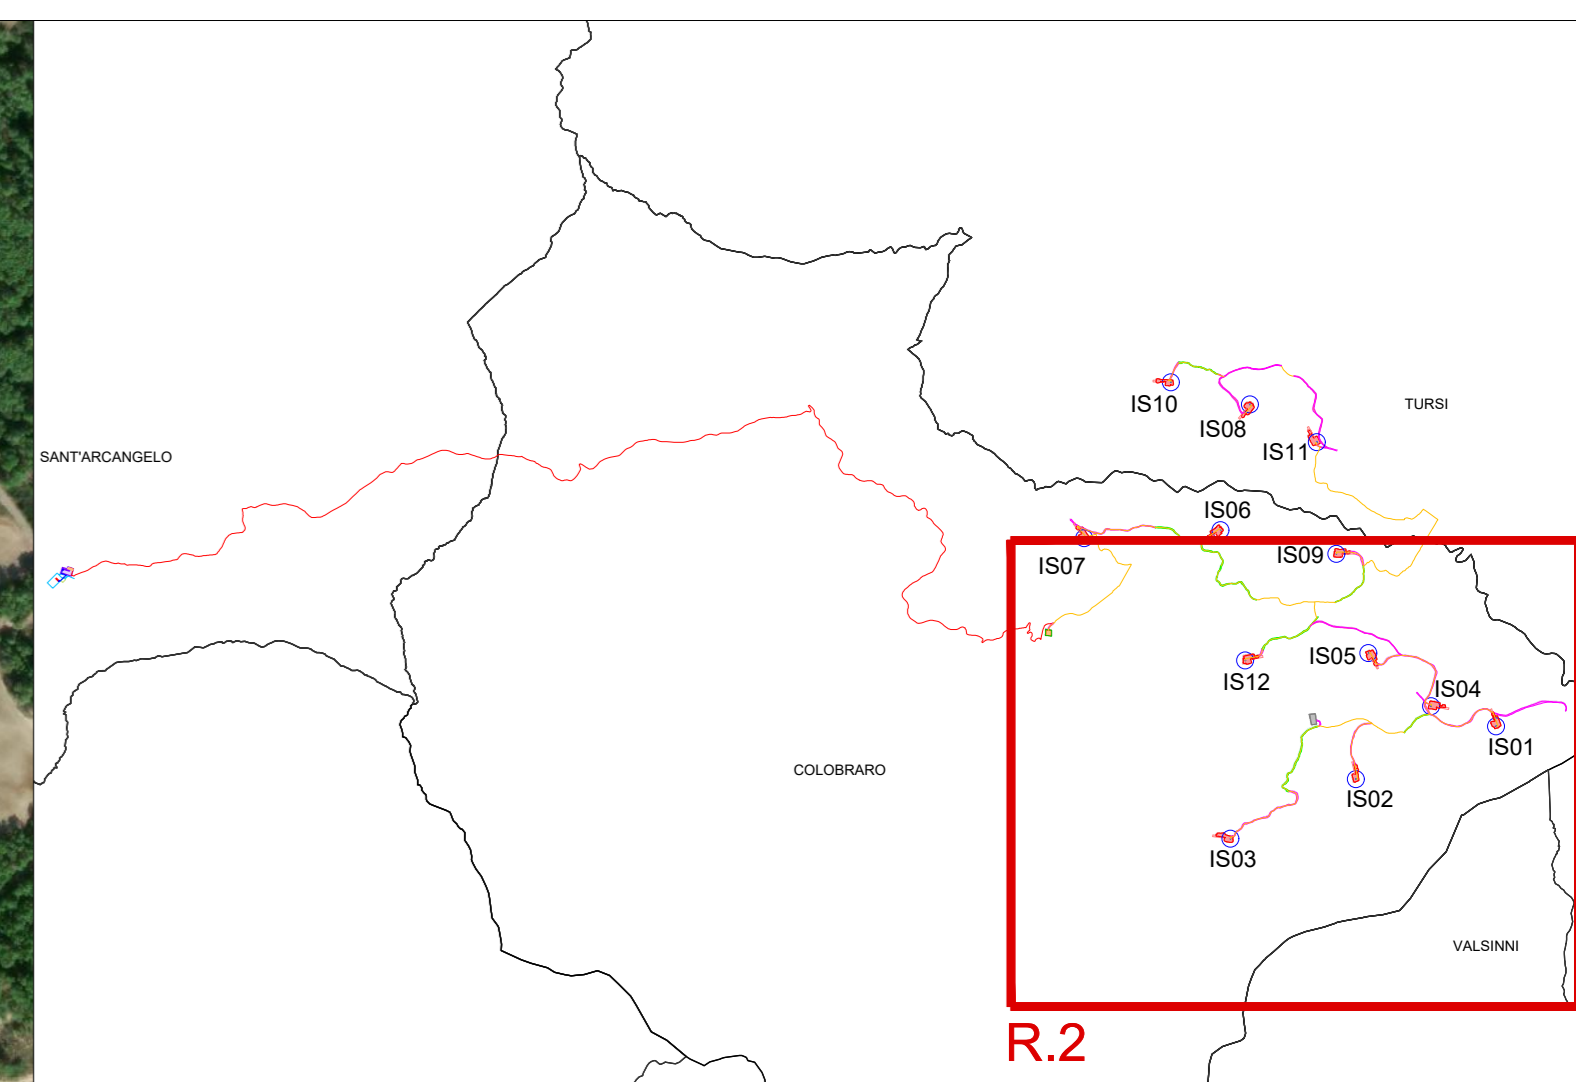 IS10
TURSI
IS08
IS11
SANT'ARCANGELO
IS06
IS09
IS07
IS05
IS12
IS04
IS01
COLOBRARO
IS02
IS03
VALSINNI
R.2